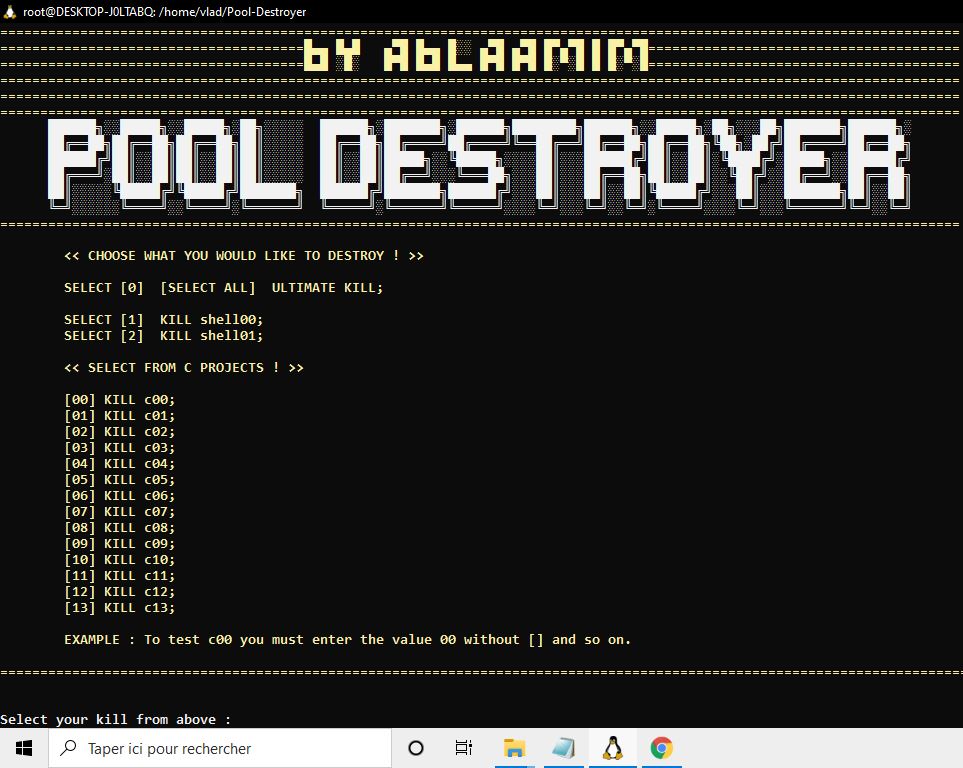 root@DESKTOP-J0LTABQ: /home/vlad/Pool-Destroyer
bY AbLAAMIM
POOL DESTROYER
<< CHOOSE WHAT YOU WOULD LIKE TO DESTROY ! >>
SELECT [0]  [SELECT ALL]  ULTIMATE KILL;
SELECT [1]  KILL shell00;
SELECT [2]  KILL shell01;
<< SELECT FROM C PROJECTS ! >>
[00] KILL c00;
[01] KILL c01;
[02] KILL c02;
[03] KILL c03;
[04] KILL c04;
[05] KILL c05;
[06] KILL c06;
[07] KILL c07;
[08] KILL c08;
[09] KILL c09;
[10] KILL c10;
[11] KILL c11;
[12] KILL c12;
[13] KILL c13;
EXAMPLE : To test c00 you must enter the value 00 without [] and so on.
Select your kill from above :
Taper ici pour rechercher